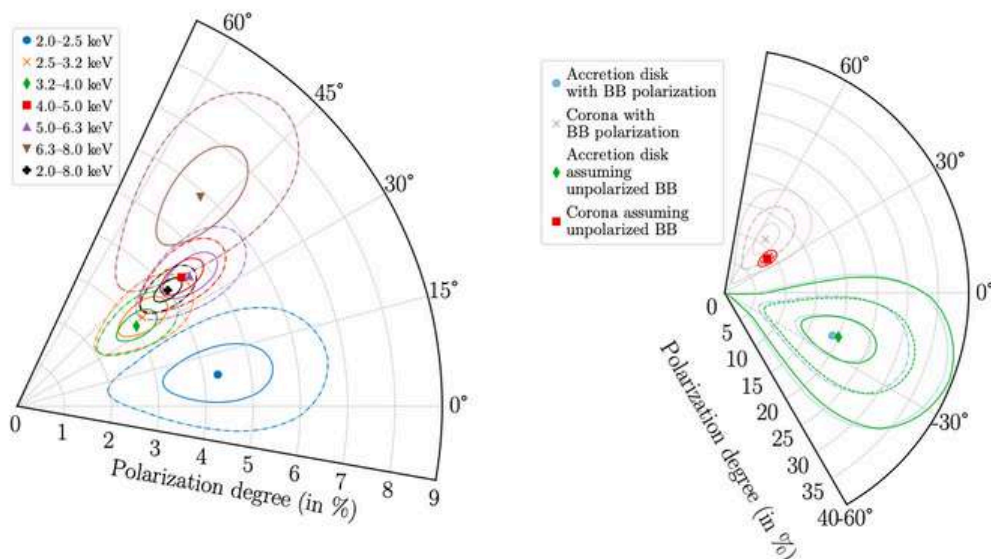 2.0–2.5 keV
2.5–3.2 keV
3.2–4.0 keV
4.0–5.0 keV
5.0–6.3 keV
6.3–8.0 keV
2.0–8.0 keV
60°
45°
30°
15°
0°
0 1 2 3 4 5 6 7 8 9
Polarization degree (in %)
Accretion disk
with BB polarization
Corona with
BB polarization
Accretion disk
assuming
unpolarized BB
Corona assuming
unpolarized BB
60°
30°
0°
-30°
-60°
0
5
10
15
20
25
30
35
40
Polarization degree (in %)